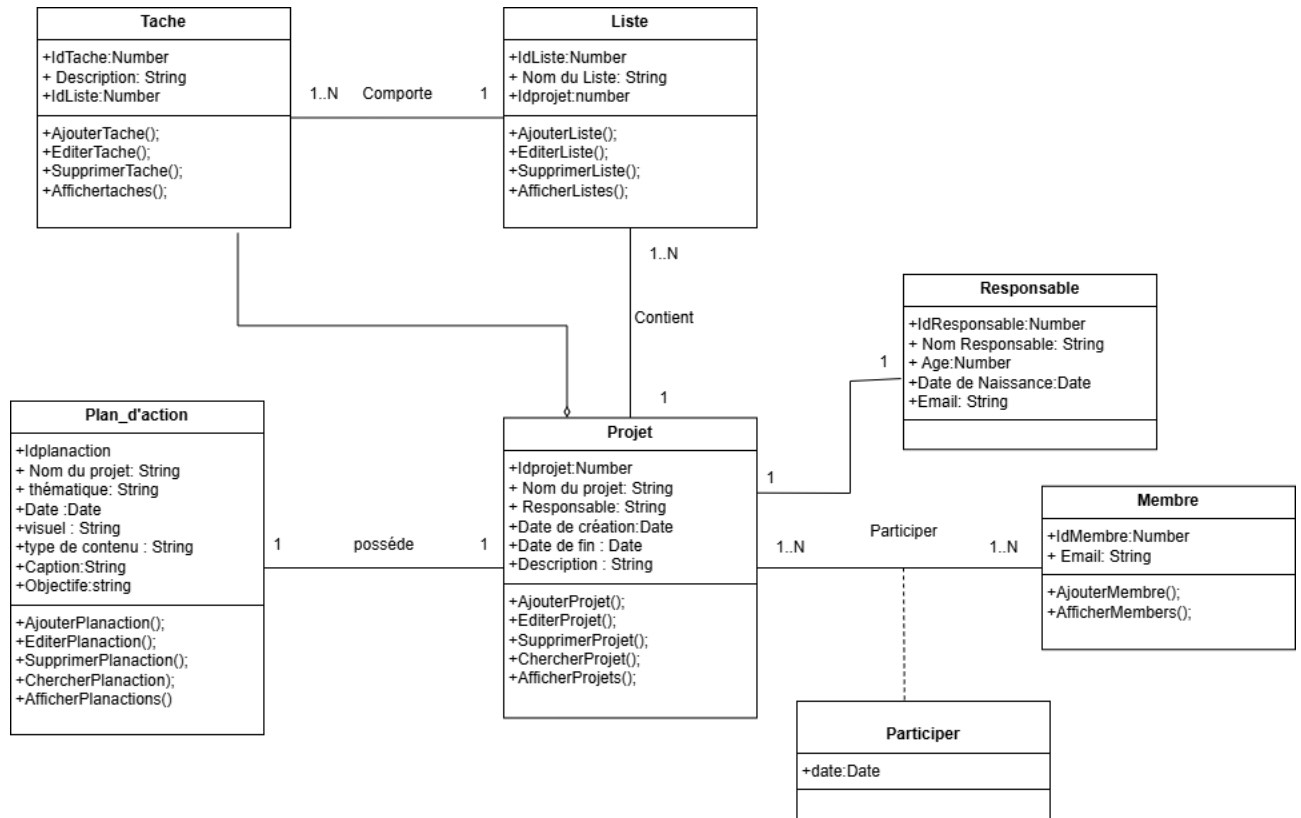 Tache
+IdTache:Number
+ Description: String
+IdListe:Number
+AjouterTache();
+EditerTache();
+SupprimerTache();
+Affichertaches();
1..N
Comporte
1
Liste
+IdListe:Number
+ Nom du Liste: String
+Idprojet:number
+AjouterListe();
+EditerListe();
+SupprimerListe();
+AfficherListes();
1..N
Contient
1
Responsable
+IdResponsable:Number
+ Nom Responsable: String
+ Age:Number
+Date de Naissance:Date
+Email: String
1
1
Plan_d'action
+Idplanaction
+ Nom du projet: String
+ thématique: String
+Date :Date
+visuel : String
+type de contenu : String
+Caption:String
+Objectife:string
+AjouterPlanaction();
+EditerPlanaction();
+SupprimerPlanaction();
+ChercherPlanaction);
+AfficherPlanactions()
1
posséde
1
Projet
+Idprojet:Number
+ Nom du projet: String
+ Responsable: String
+Date de création:Date
+Date de fin : Date
+Description : String
+AjouterProjet();
+EditerProjet();
+SupprimerProjet();
+ChercherProjet();
+AfficherProjets();
1..N
Participer
1..N
Membre
+IdMembre:Number
+ Email: String
+AjouterMembre();
+AfficherMembers();
Participer
+date:Date